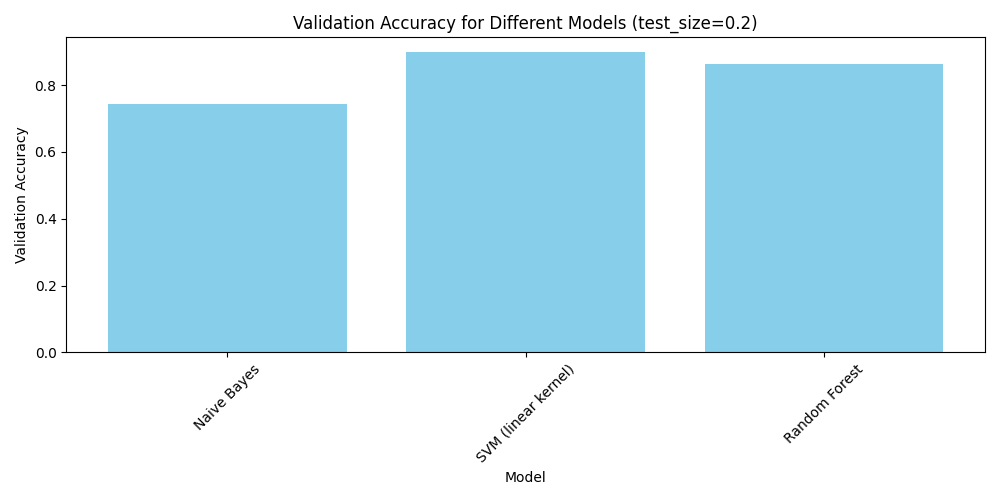 Validation Accuracy for Different Models (test_size=0.2)
Validation Accuracy
0.8
0.6
0.4
0.2
0.0
Naive Bayes
SVM (linear kernel)
Random Forest
Model